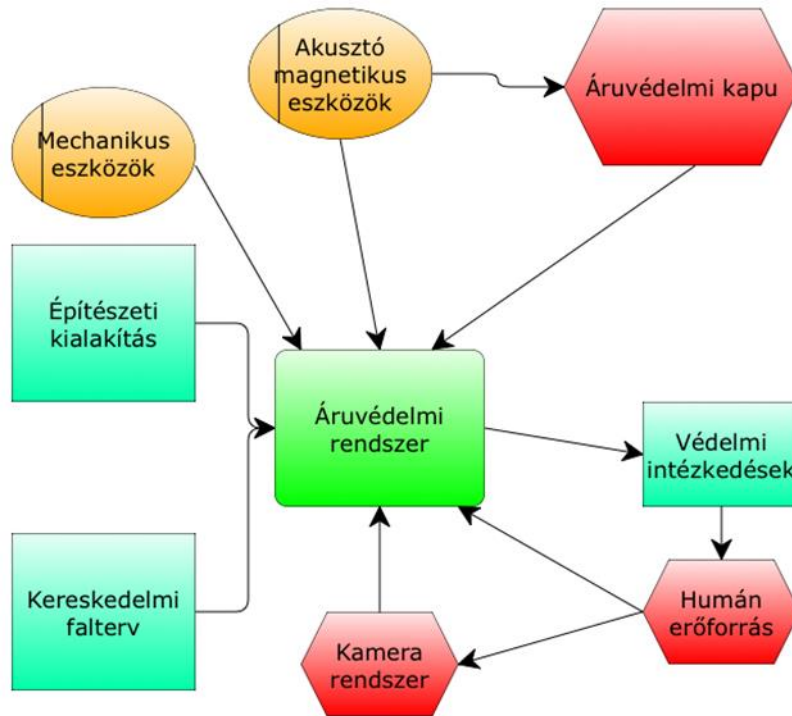 Akusztó
magnetikus
eszközök
Áruvédelmi kapu
Mechanikus
eszközök
Építészeti
kialakítás
Áruvédelmi
rendszer
Védelmi
intézkedések
Kereskedelmi
falterv
Kamera
rendszer
Humán
erőforrás